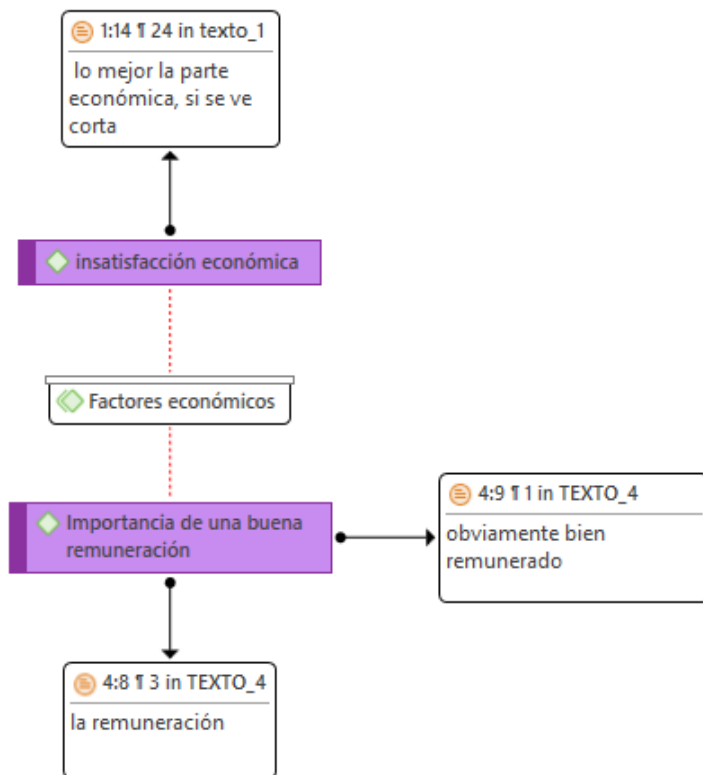 1:14 ¶ 24 in texto_1
lo mejor la parte
económica, si se ve
corta
insatisfacción económica
Factores económicos
Importancia de una buena
remuneración
4:9 ¶ 1 in TEXTO_4
obviamente bien
remunerado
4:8 ¶ 3 in TEXTO_4
la remuneración